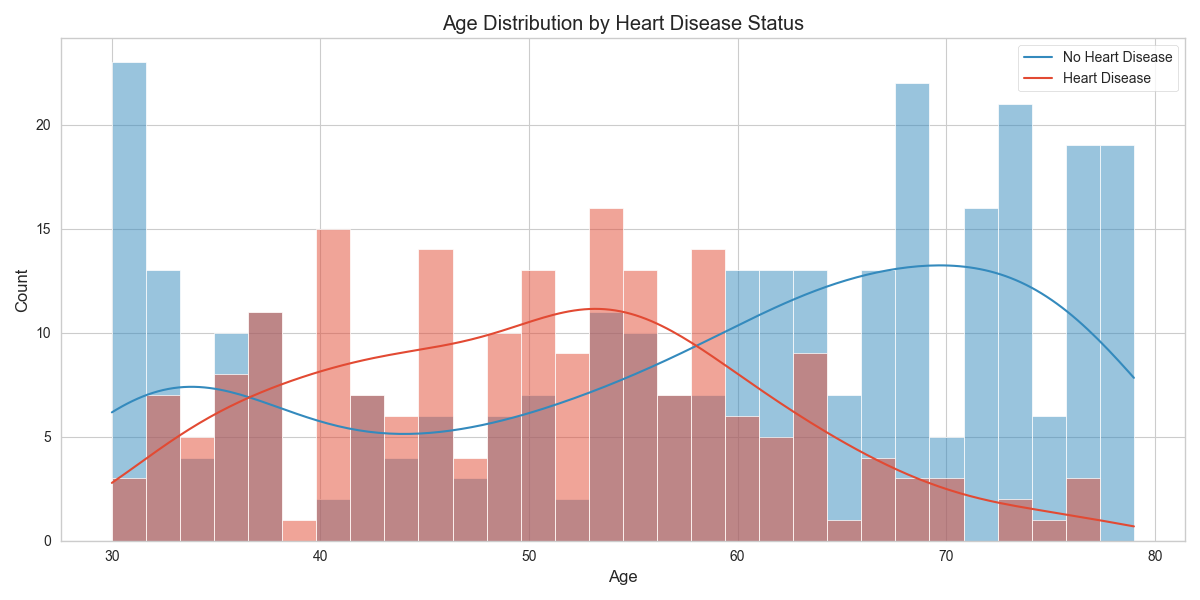 Age Distribution by Heart Disease Status
No Heart Disease
Heart Disease
Count
20
15
10
5
0
30 40 50 60 70 80
Age